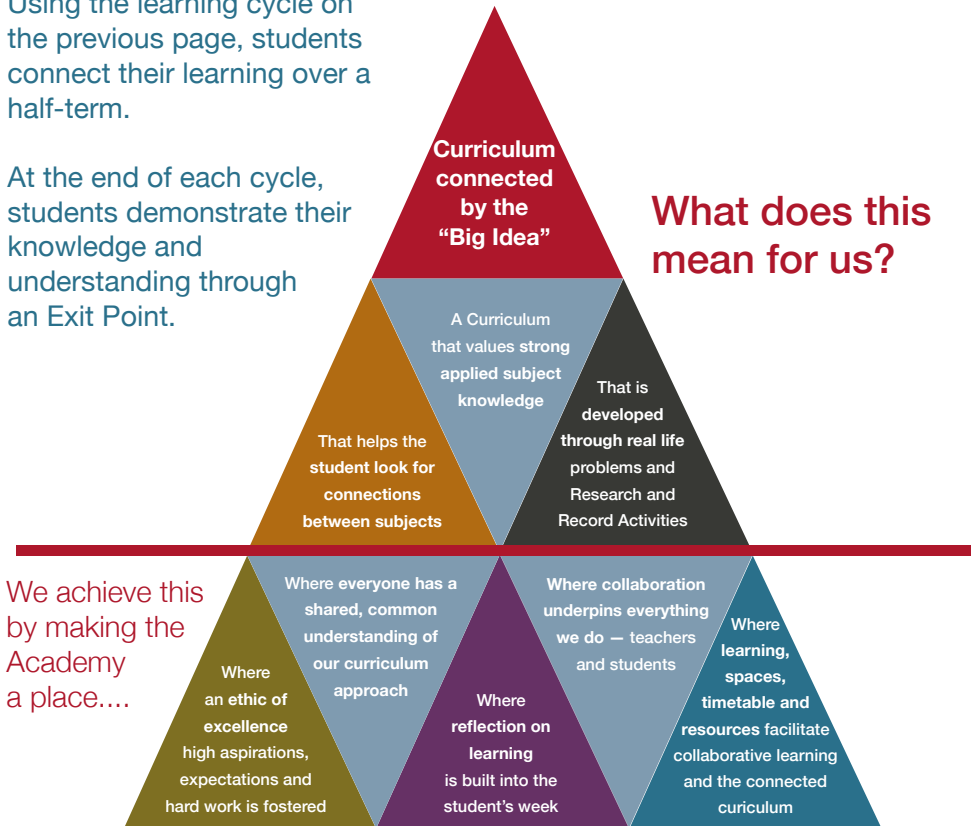 Using the learning cycle on
the previous page, students
connect their learning over a
half-term.
At the end of each cycle,
students demonstrate their
knowledge and
understanding through
an Exit Point.
Curriculum
connected
by the
“Big Idea”
What does this
mean for us?
A Curriculum
that values strong
applied subject
knowledge
That helps the
student look for
connections
between subjects
That is
developed
through real life
problems and
Research and
Record Activities
We achieve this
by making the
Academy
a place....
Where
an ethic of
excellence
high aspirations,
expectations and
hard work is fostered
Where everyone has a
shared, common
understanding of
our curriculum
approach
Where
reflection on
learning
is built into the
student’s week
Where collaboration
underpins everything
we do — teachers
and students
Where
learning,
spaces,
timetable and
resources facilitate
collaborative learning
and the connected
curiculum